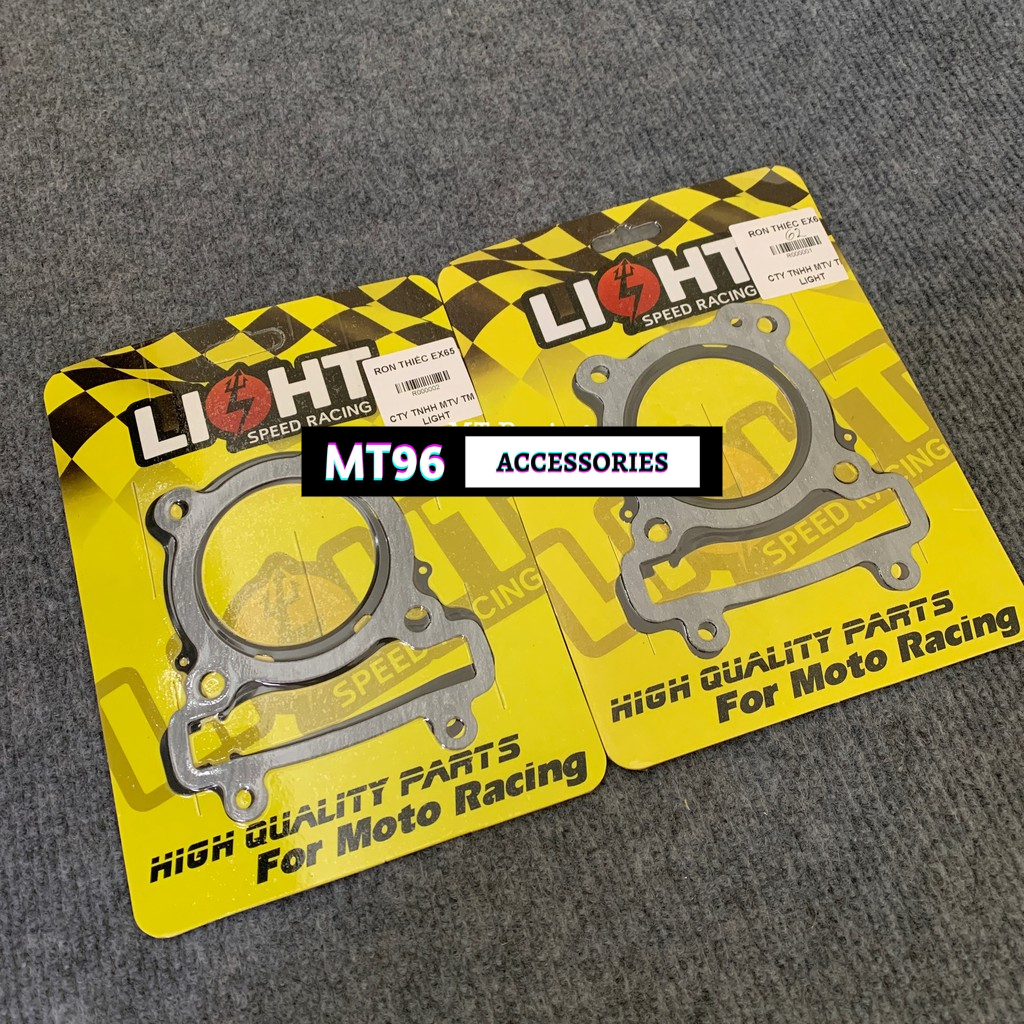 LIGHT
SPEED RACING
RON THIẾC EX65
R000002
CTY TNHH MTV TM
LIGHT
HIGH QUALITY PARTS
For Moto Racing
SPEED RACING
LIGHT
SPEED RACING
RON THIẾC EX6
62
R000001
CTY TNHH MTV T
LIGHT
SPEED RACING
HIGH QUALITY PARTS
For Moto Racing
MT96
ACCESSORIES